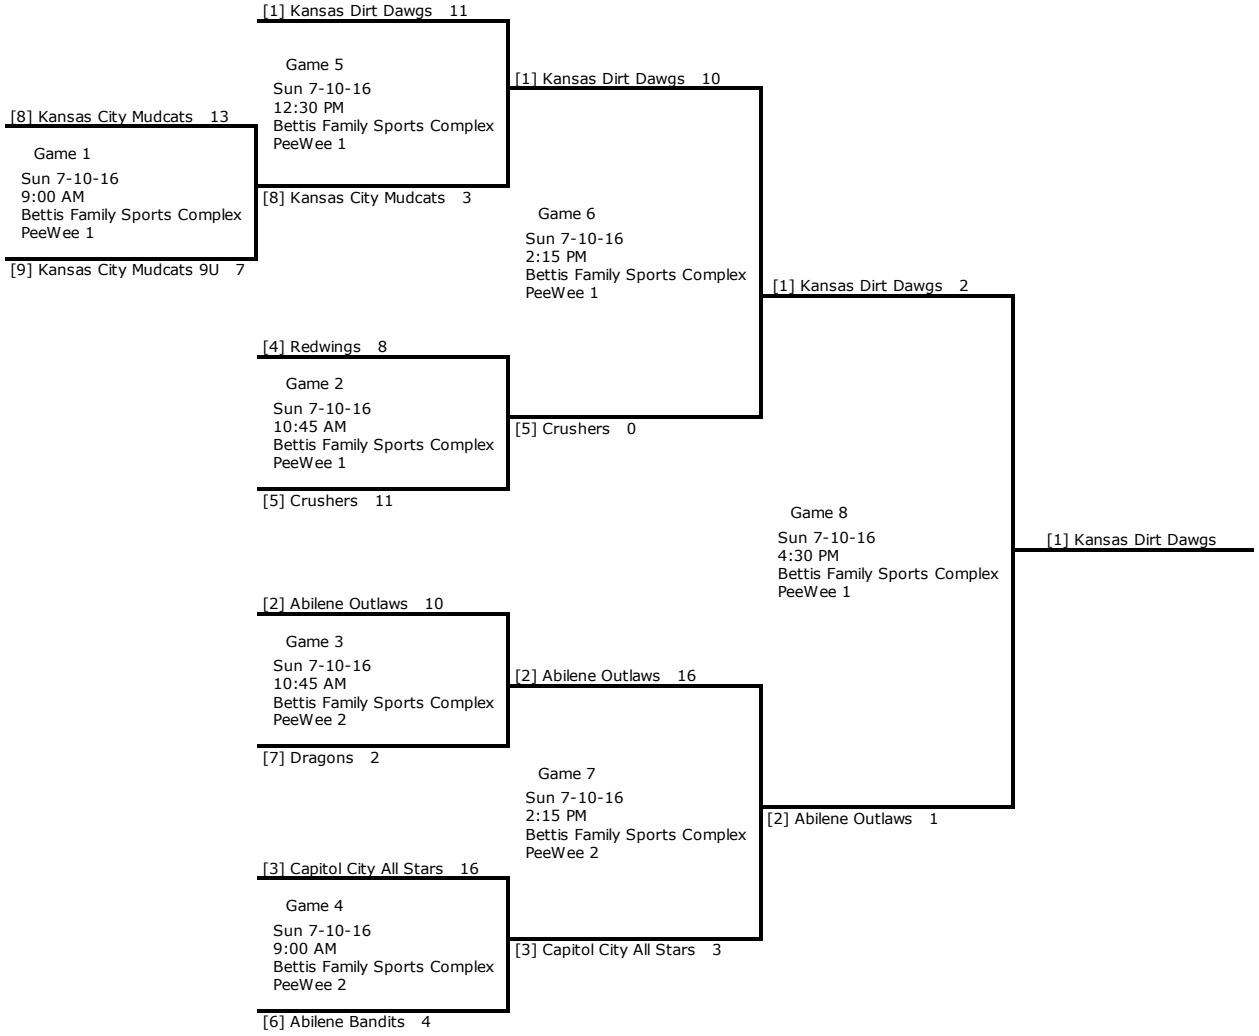 [1] Kansas Dirt Dawgs 11
Game 5
Sun 7-10-16
12:30 PM
Bettis Family Sports Complex
PeeWee 1
[8] Kansas City Mudcats 3
[8] Kansas City Mudcats 13
Game 1
Sun 7-10-16
9:00 AM
Bettis Family Sports Complex
PeeWee 1
[9] Kansas City Mudcats 9U 7
[1] Kansas Dirt Dawgs 10
Game 6
Sun 7-10-16
2:15 PM
Bettis Family Sports Complex
PeeWee 1
[5] Crushers 0
[4] Redwings 8
Game 2
Sun 7-10-16
10:45 AM
Bettis Family Sports Complex
PeeWee 1
[5] Crushers 11
[1] Kansas Dirt Dawgs 2
Game 8
Sun 7-10-16
4:30 PM
Bettis Family Sports Complex
PeeWee 1
[2] Abilene Outlaws 1
[1] Kansas Dirt Dawgs
[2] Abilene Outlaws 10
Game 3
Sun 7-10-16
10:45 AM
Bettis Family Sports Complex
PeeWee 2
[7] Dragons 2
[2] Abilene Outlaws 16
Game 7
Sun 7-10-16
2:15 PM
Bettis Family Sports Complex
PeeWee 2
[3] Capitol City All Stars 3
[3] Capitol City All Stars 16
Game 4
Sun 7-10-16
9:00 AM
Bettis Family Sports Complex
PeeWee 2
[6] Abilene Bandits 4